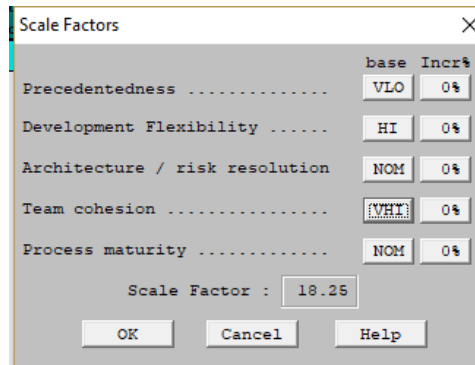 Scale Factors
base Incr%
Precedentedness .............. VLO 0%
Development Flexibility ...... HI 0%
Architecture / risk resolution NOM 0%
Team cohesion ................ VHI 0%
Process maturity ............. NOM 0%
Scale Factor : 18.25
OK Cancel Help